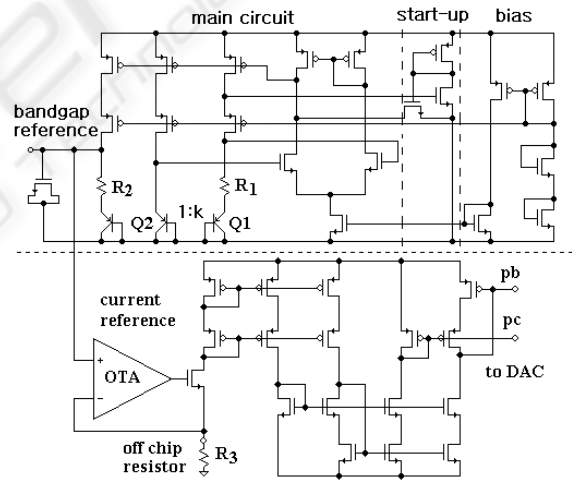 main circuit
start-up
bias
bandgap
reference
R2
1:k
R1
Q2
Q1
current
reference
pb
pc
to DAC
+
OTA
−
off chip
resistor
R3